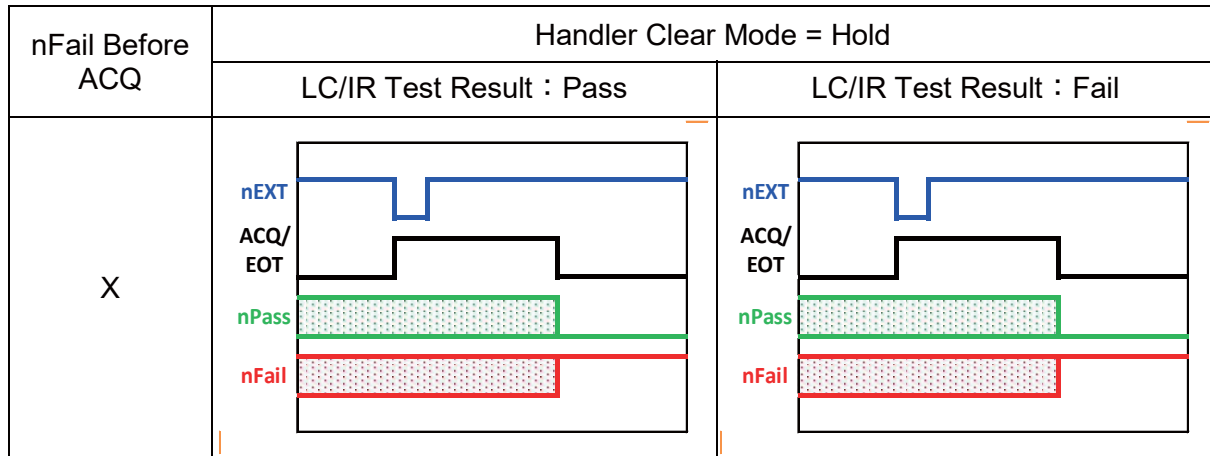 nFail Before
ACQ
Handler Clear Mode = Hold
LC/IR Test Result：Pass
LC/IR Test Result：Fail
X
nEXT
ACQ/
EOT
nPass
nFail
nEXT
ACQ/
EOT
nPass
nFail